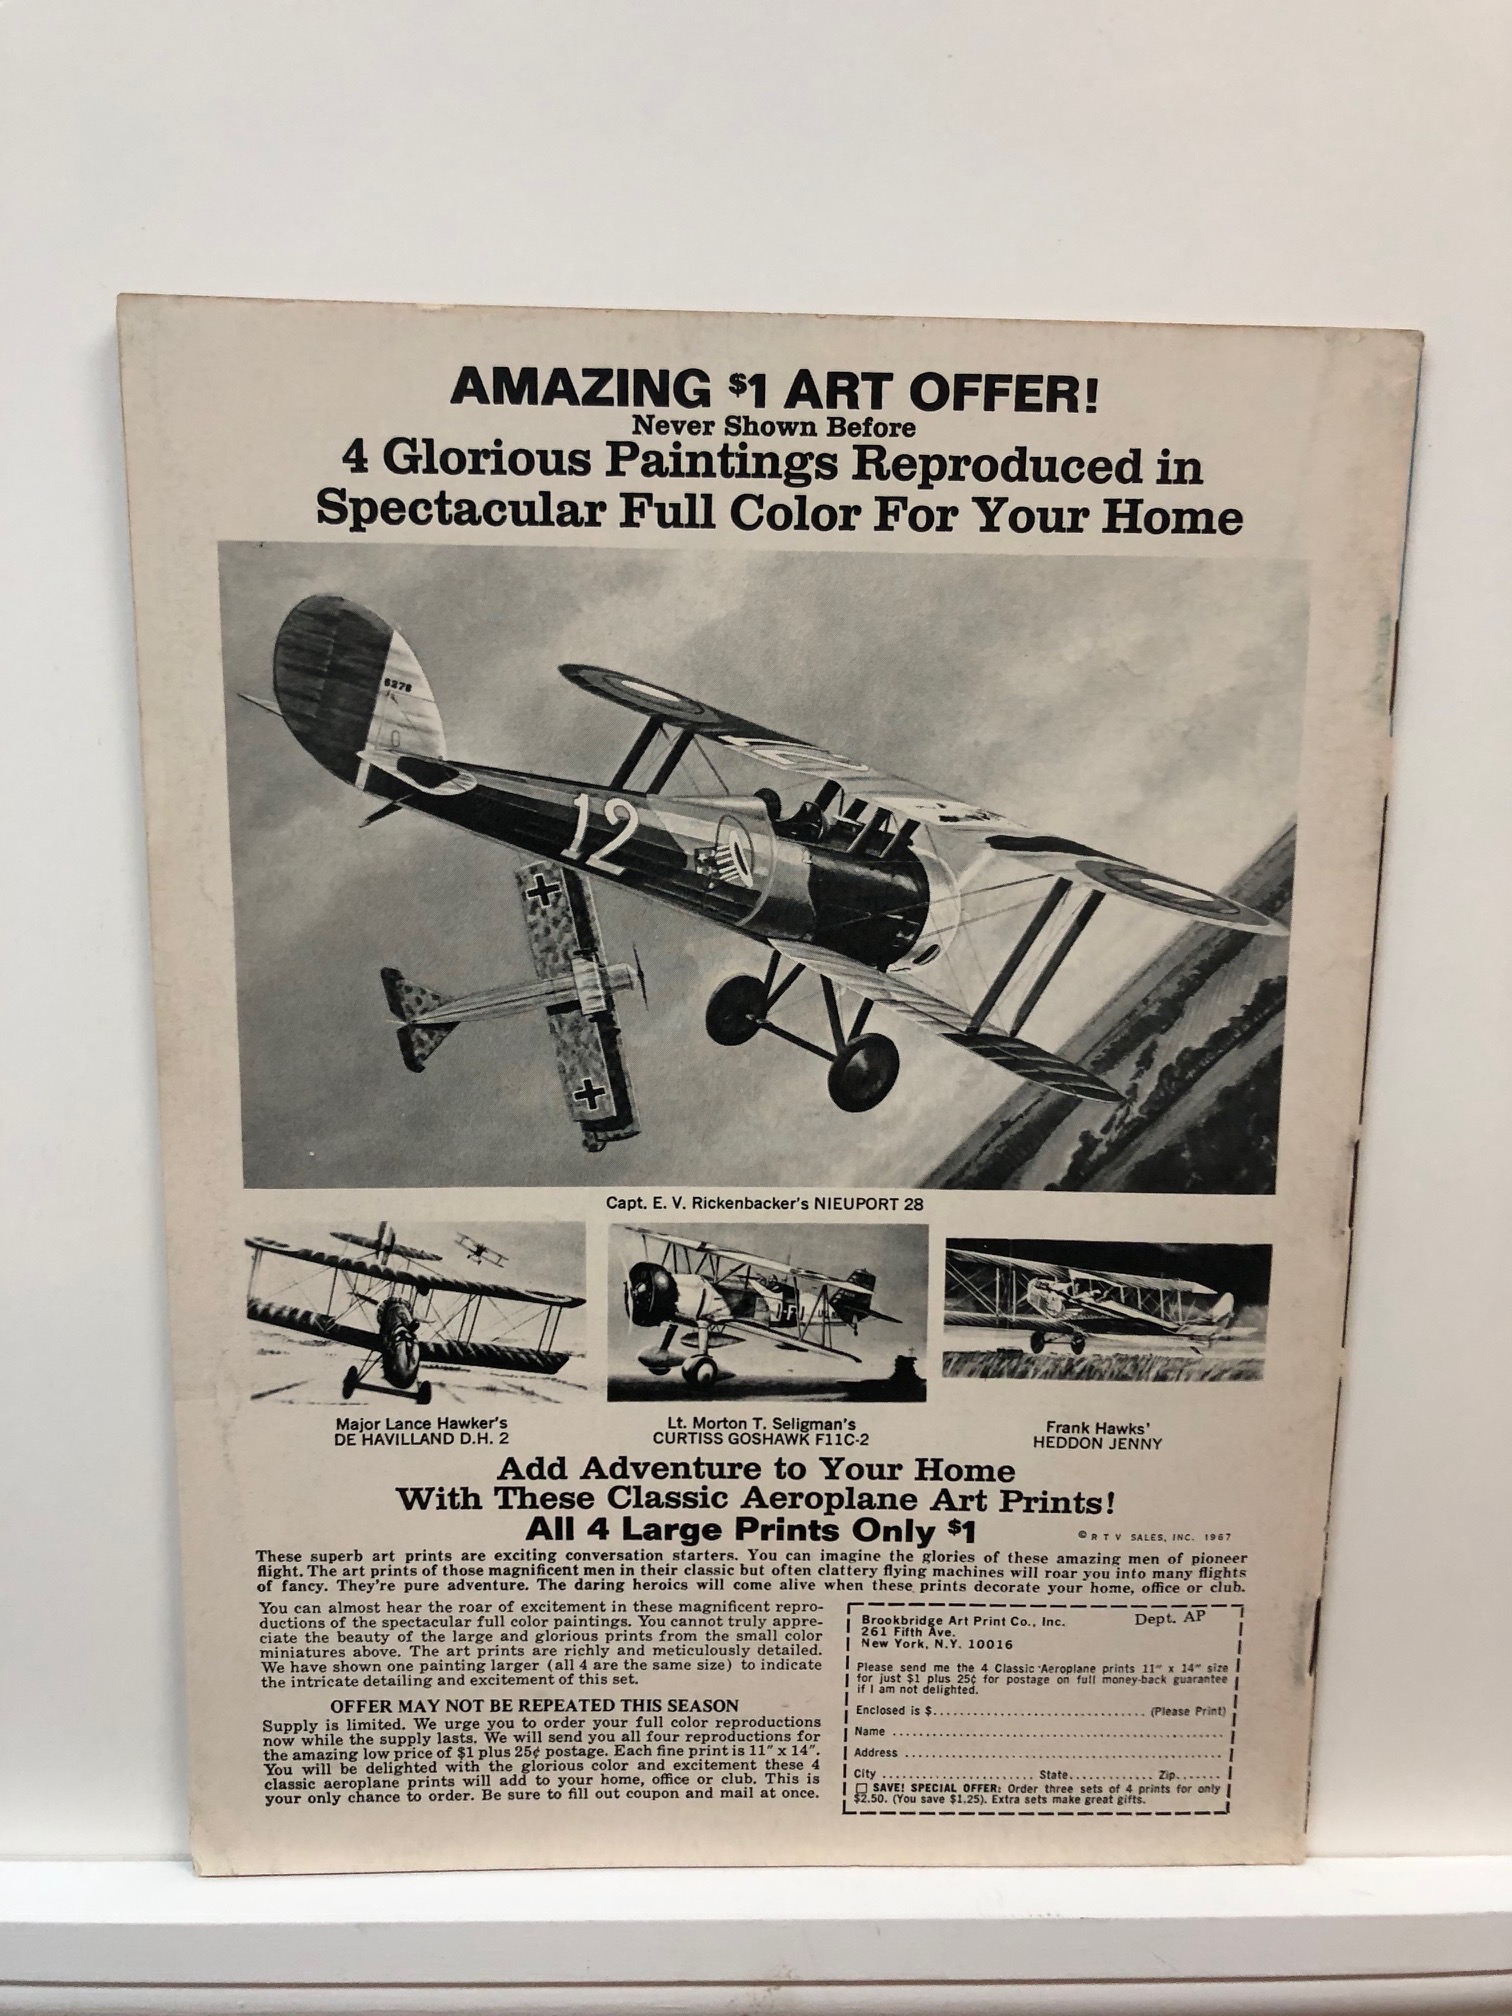 AMAZING $1 ART OFFER!
Never Shown Before
4 Glorious Paintings Reproduced in
Spectacular Full Color For Your Home
6276
12
12
Capt. E. V. Rickenbacker's NIEUPORT 28
Major Lance Hawker's
DE HAVILLAND D.H. 2
Lt. Morton T. Seligman's
CURTISS GOSHAWK F11C-2
Frank Hawks'
HEDDON JENNY
Add Adventure to Your Home
With These Classic Aeroplane Art Prints!
All 4 Large Prints Only $1
© R T V SALES, INC. 1967
These superb art prints are exciting conversation starters. You can imagine the glories of these amazing men of pioneer
flight. The art prints of those magnificent men in their classic but often clattery flying machines will roar you into many flights
of fancy. They're pure adventure. The daring heroics will come alive when these prints decorate your home, office or club.
You can almost hear the roar of excitement in these magnificent repro-
ductions of the spectacular full color paintings. You cannot truly appre-
ciate the beauty of the large and glorious prints from the small color
miniatures above. The art prints are richly and meticulously detailed.
We have shown one painting larger (all 4 are the same size) to indicate
the intricate detailing and excitement of this set.
OFFER MAY NOT BE REPEATED THIS SEASON
Supply is limited. We urge you to order your full color reproductions
now while the supply lasts. We will send you all four reproductions for
the amazing low price of $1 plus 25¢ postage. Each fine print is 11" x 14".
You will be delighted with the glorious color and excitement these 4
classic aeroplane prints will add to your home, office or club. This is
your only chance to order. Be sure to fill out coupon and mail at once.
Brookbridge Art Print Co., Inc. Dept. AP
261 Fifth Ave.
New York, N.Y. 10016
Please send me the 4 Classic Aeroplane prints 11" x 14" size
for just $1 plus 25¢ for postage on full money-back guarantee
if I am not delighted.
Enclosed is $.............................. (Please Print)
Name ..............................
Address ..............................
City .................... State............ Zip.......
☐ SAVE! SPECIAL OFFER: Order three sets of 4 prints for only
$2.50. (You save $1.25). Extra sets make great gifts.